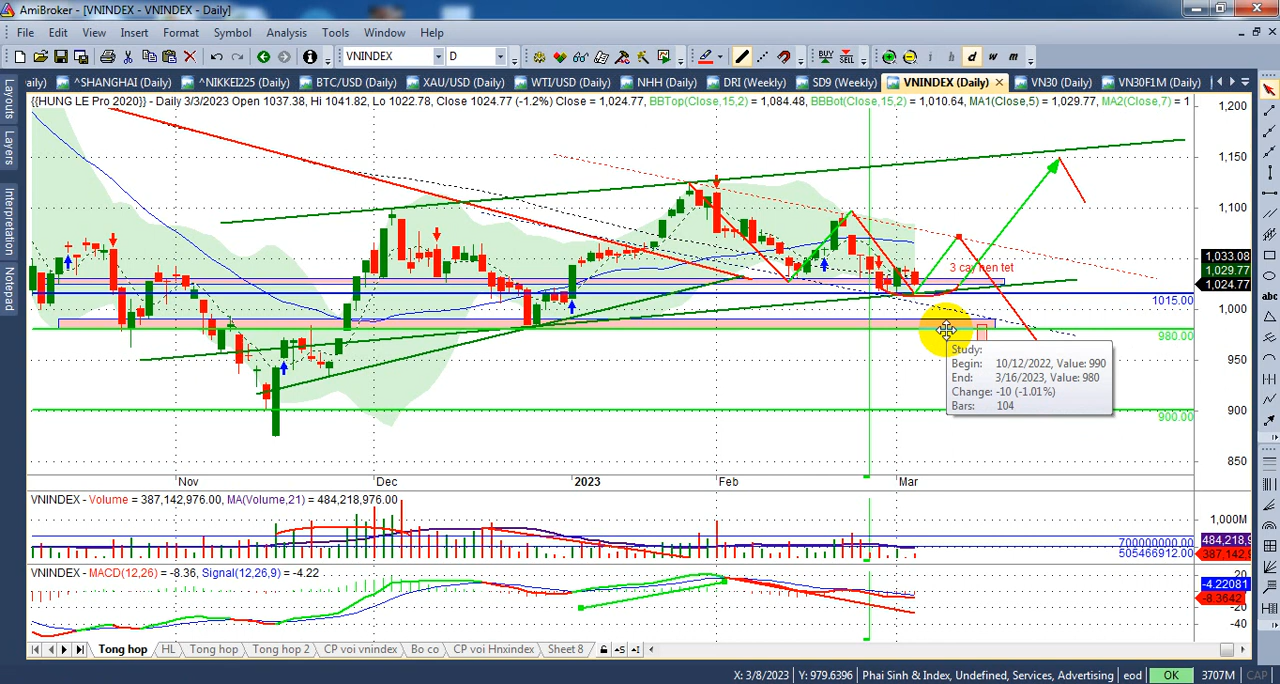 AmiBroker - [VNINDEX - Daily]
File Edit View Insert Format Symbol Analysis Tools Window Help
VNINDEX D BUY SELL i h d w m
aily) ^SHANGHAI (Daily) ^NIKKEI225 (Daily) BTC/USD (Daily) XAU/USD (Daily) WTI/USD (Daily) NHH (Daily) DRI (Weekly) SD9 (Weekly) VNINDEX (Daily) VN30 (Daily) VN30F1M (Daily)
Layouts
Layers
Interpretation
Notepad
{{HUNG LE Pro 2020}} - Daily 3/3/2023 Open 1037.38, Hi 1041.82, Lo 1022.78, Close 1024.77 (-1.2%) Close = 1,024.77, BBTop(Close,15,2) = 1,084.48, BBBot(Close,15,2) = 1,010.64, MA1(Close,5) = 1,029.77, MA2(Close,7) = 1
1,200
1,150
1,100
1,033.08
1,029.77
1,024.77
1,000
950
900
850
3 cay nen tet
1015.00
980.00
900.00
Study:
Begin: 10/12/2022, Value: 990
End: 3/16/2023, Value: 980
Change: -10 (-1.01%)
Bars: 104
Nov Dec 2023 Feb Mar
VNINDEX - Volume = 387,142,976.00, MA(Volume,21) = 484,218,976.00
1,000M
700000000.00
505466912.00
484,218,9
387,142,9
VNINDEX - MACD(12,26) = -8.36, Signal(12,26,9) = -4.22
20
-4.22081
-8.3642
-20
-40
Tong hop HL Tong hop Tong hop 2 CP voi vnindex Bo co CP voi Hnxindex Sheet 8
X: 3/8/2023 Y: 979.6396 Phai Sinh & Index, Undefined, Services, Advertising eod OK 3707M CAP
abc